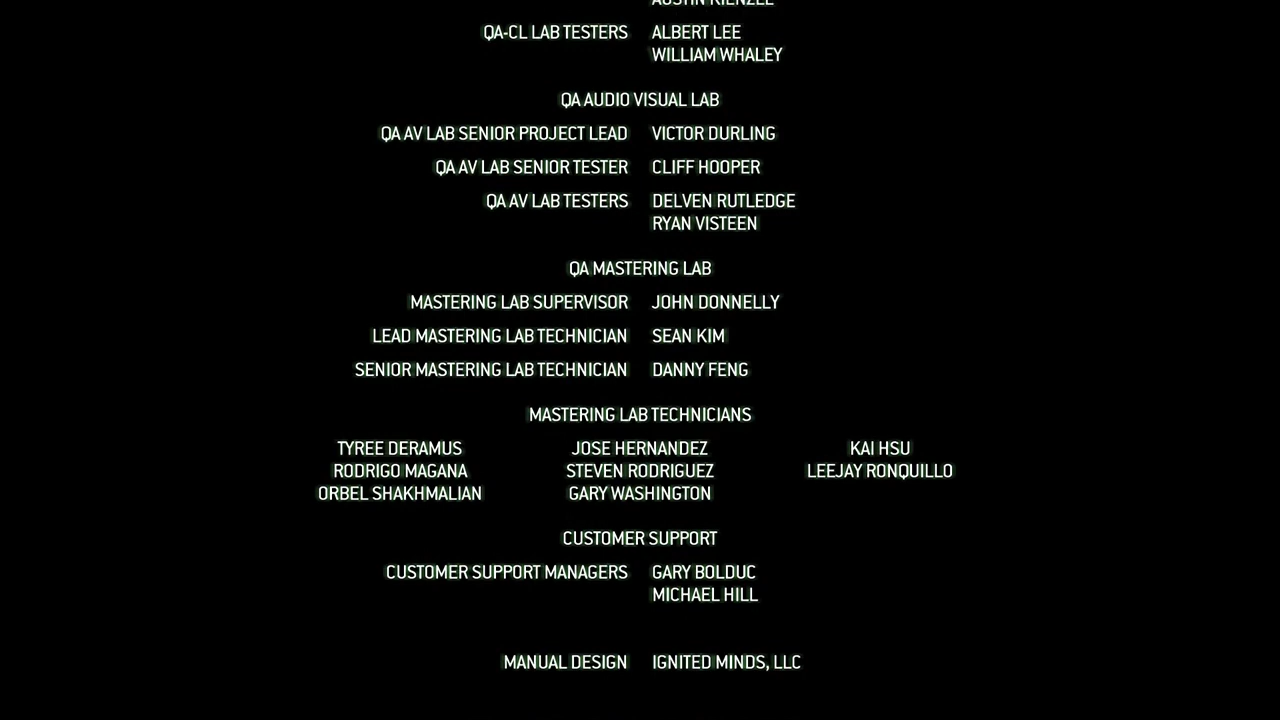 AUSTIN KIENZLE
QA-CL LAB TESTERS ALBERT LEE
WILLIAM WHALEY
QA AUDIO VISUAL LAB
QA AV LAB SENIOR PROJECT LEAD VICTOR DURLING
QA AV LAB SENIOR TESTER CLIFF HOOPER
QA AV LAB TESTERS DELVEN RUTLEDGE
RYAN VISTEEN
QA MASTERING LAB
MASTERING LAB SUPERVISOR JOHN DONNELLY
LEAD MASTERING LAB TECHNICIAN SEAN KIM
SENIOR MASTERING LAB TECHNICIAN DANNY FENG
MASTERING LAB TECHNICIANS
TYREE DERAMUS JOSE HERNANDEZ KAI HSU
RODRIGO MAGANA STEVEN RODRIGUEZ LEEJAY RONQUILLO
ORBEL SHAKHMALIAN GARY WASHINGTON
CUSTOMER SUPPORT
CUSTOMER SUPPORT MANAGERS GARY BOLDUC
MICHAEL HILL
MANUAL DESIGN IGNITED MINDS, LLC